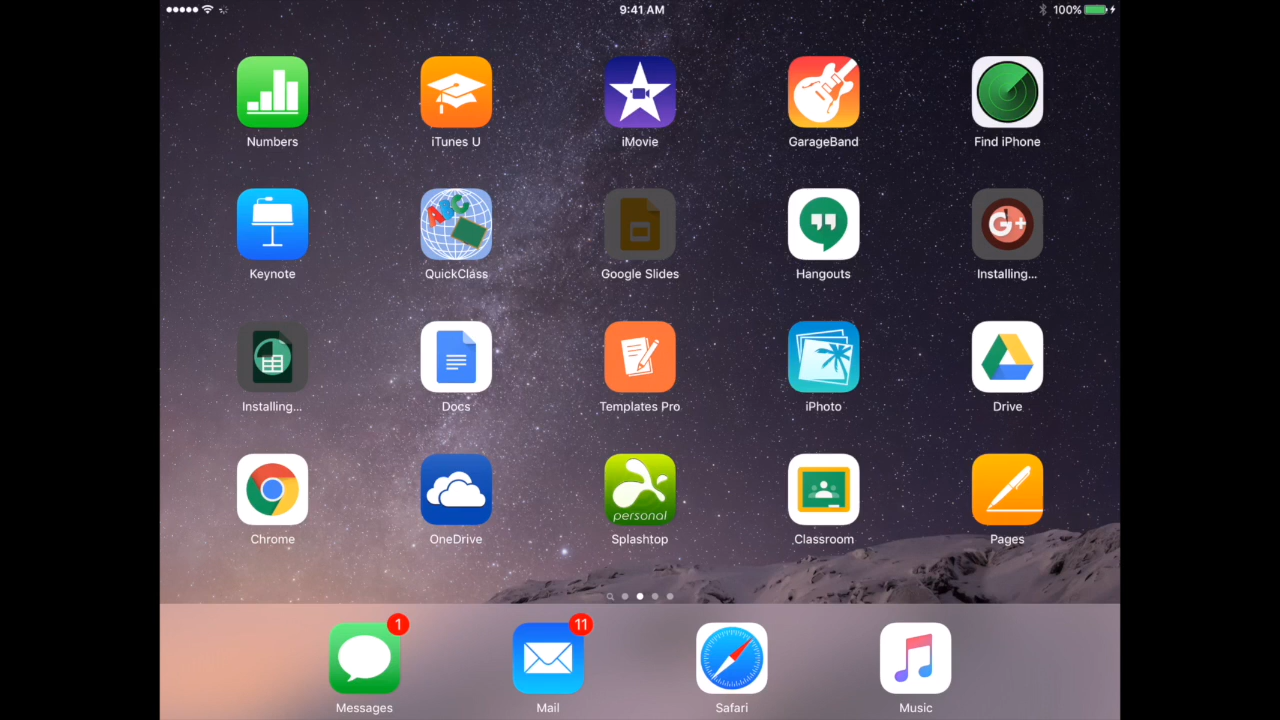 9:41 AM
100%
Numbers
iTunes U
iMovie
GarageBand
Find iPhone
ABC
G+
Keynote
QuickClass
Google Slides
Hangouts
Installing...
Installing...
Docs
Templates Pro
iPhoto
Drive
personal
Chrome
OneDrive
Splashtop
Classroom
Pages
1
11
Messages
Mail
Safari
Music